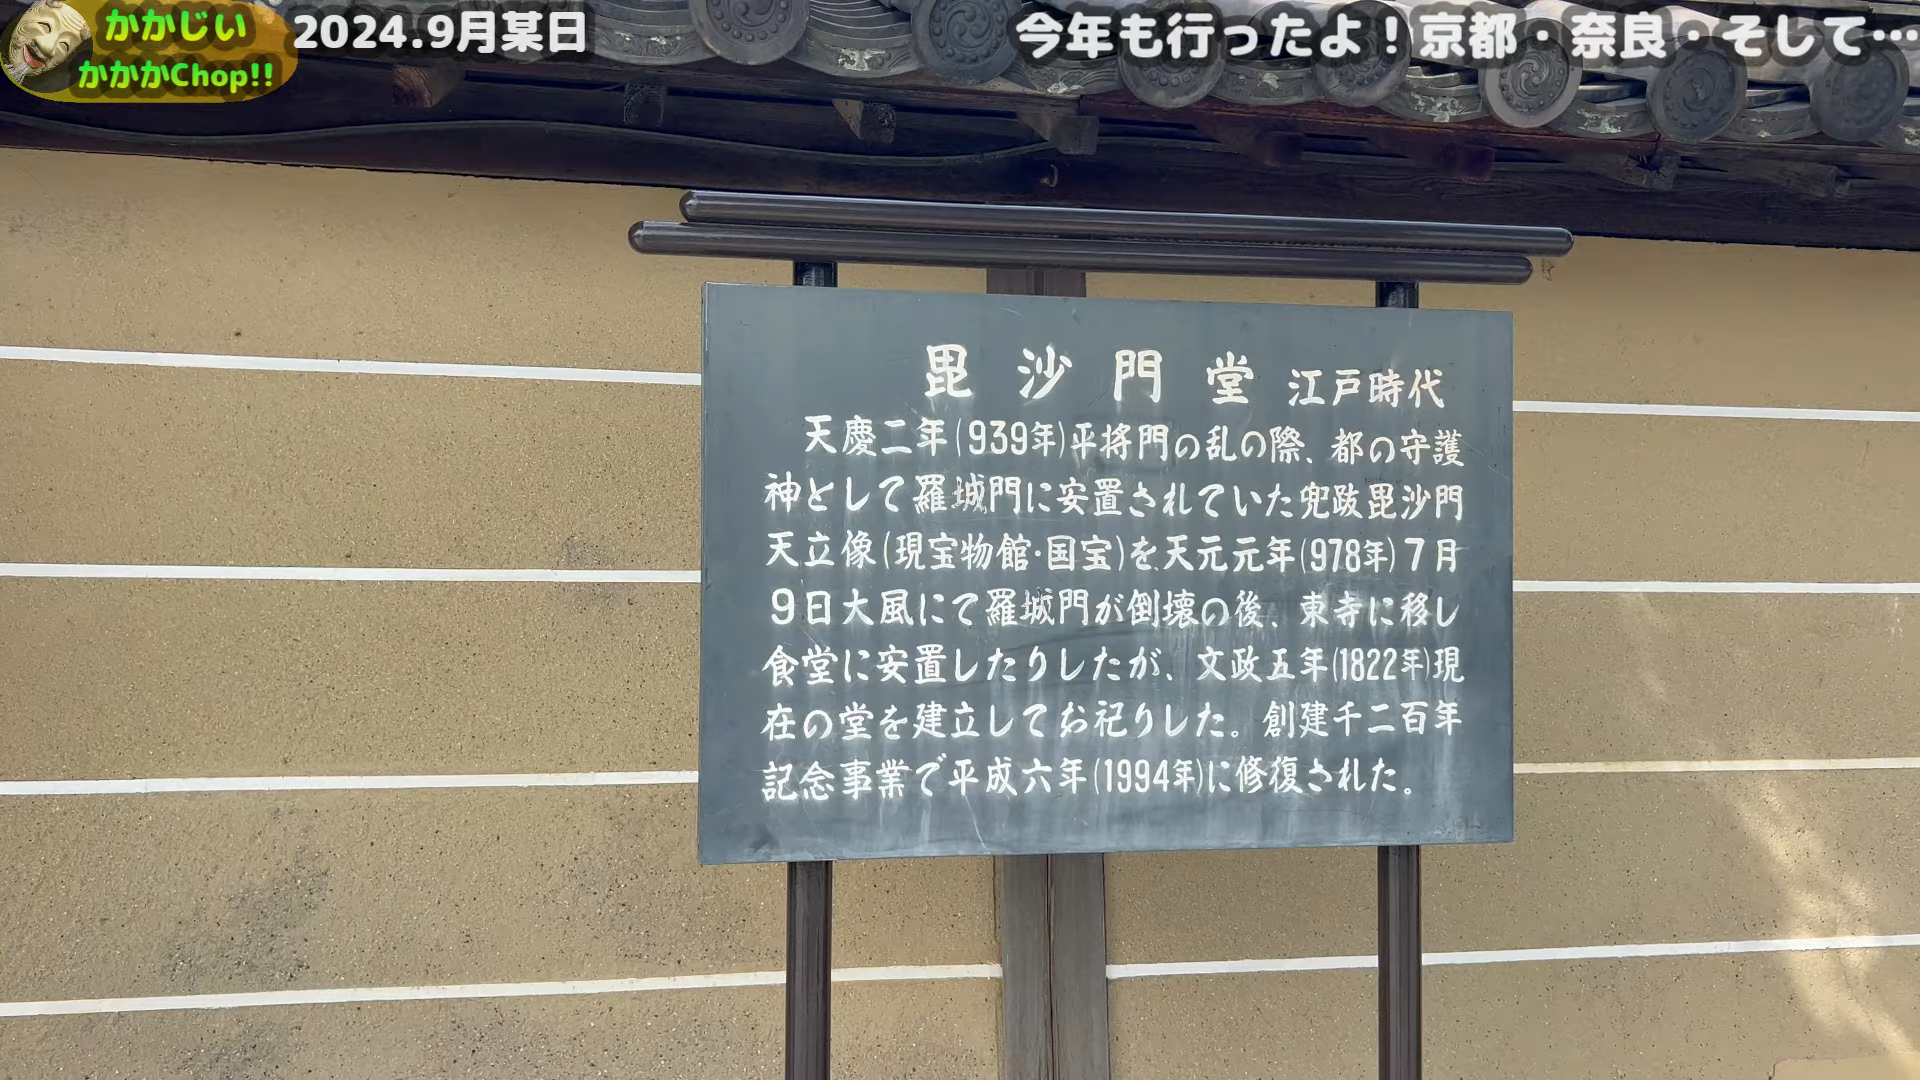 かかじい
かかかChop!!
2024.9月某日
今年も行ったよ！京都・奈良・そして…
毘沙門堂 江戸時代
天慶二年(939年)平将門の乱の際、都の守護
神として羅城門に安置されていた兜跋毘沙門
天立像(現宝物館・国宝)を天元元年(978年)7月
9日大風にて羅城門が倒壊の後、東寺に移し
食堂に安置したりしたが、文政五年(1822年)現
在の堂を建立してお祀りした。創建千二百年
記念事業で平成六年(1994年)に修復された。